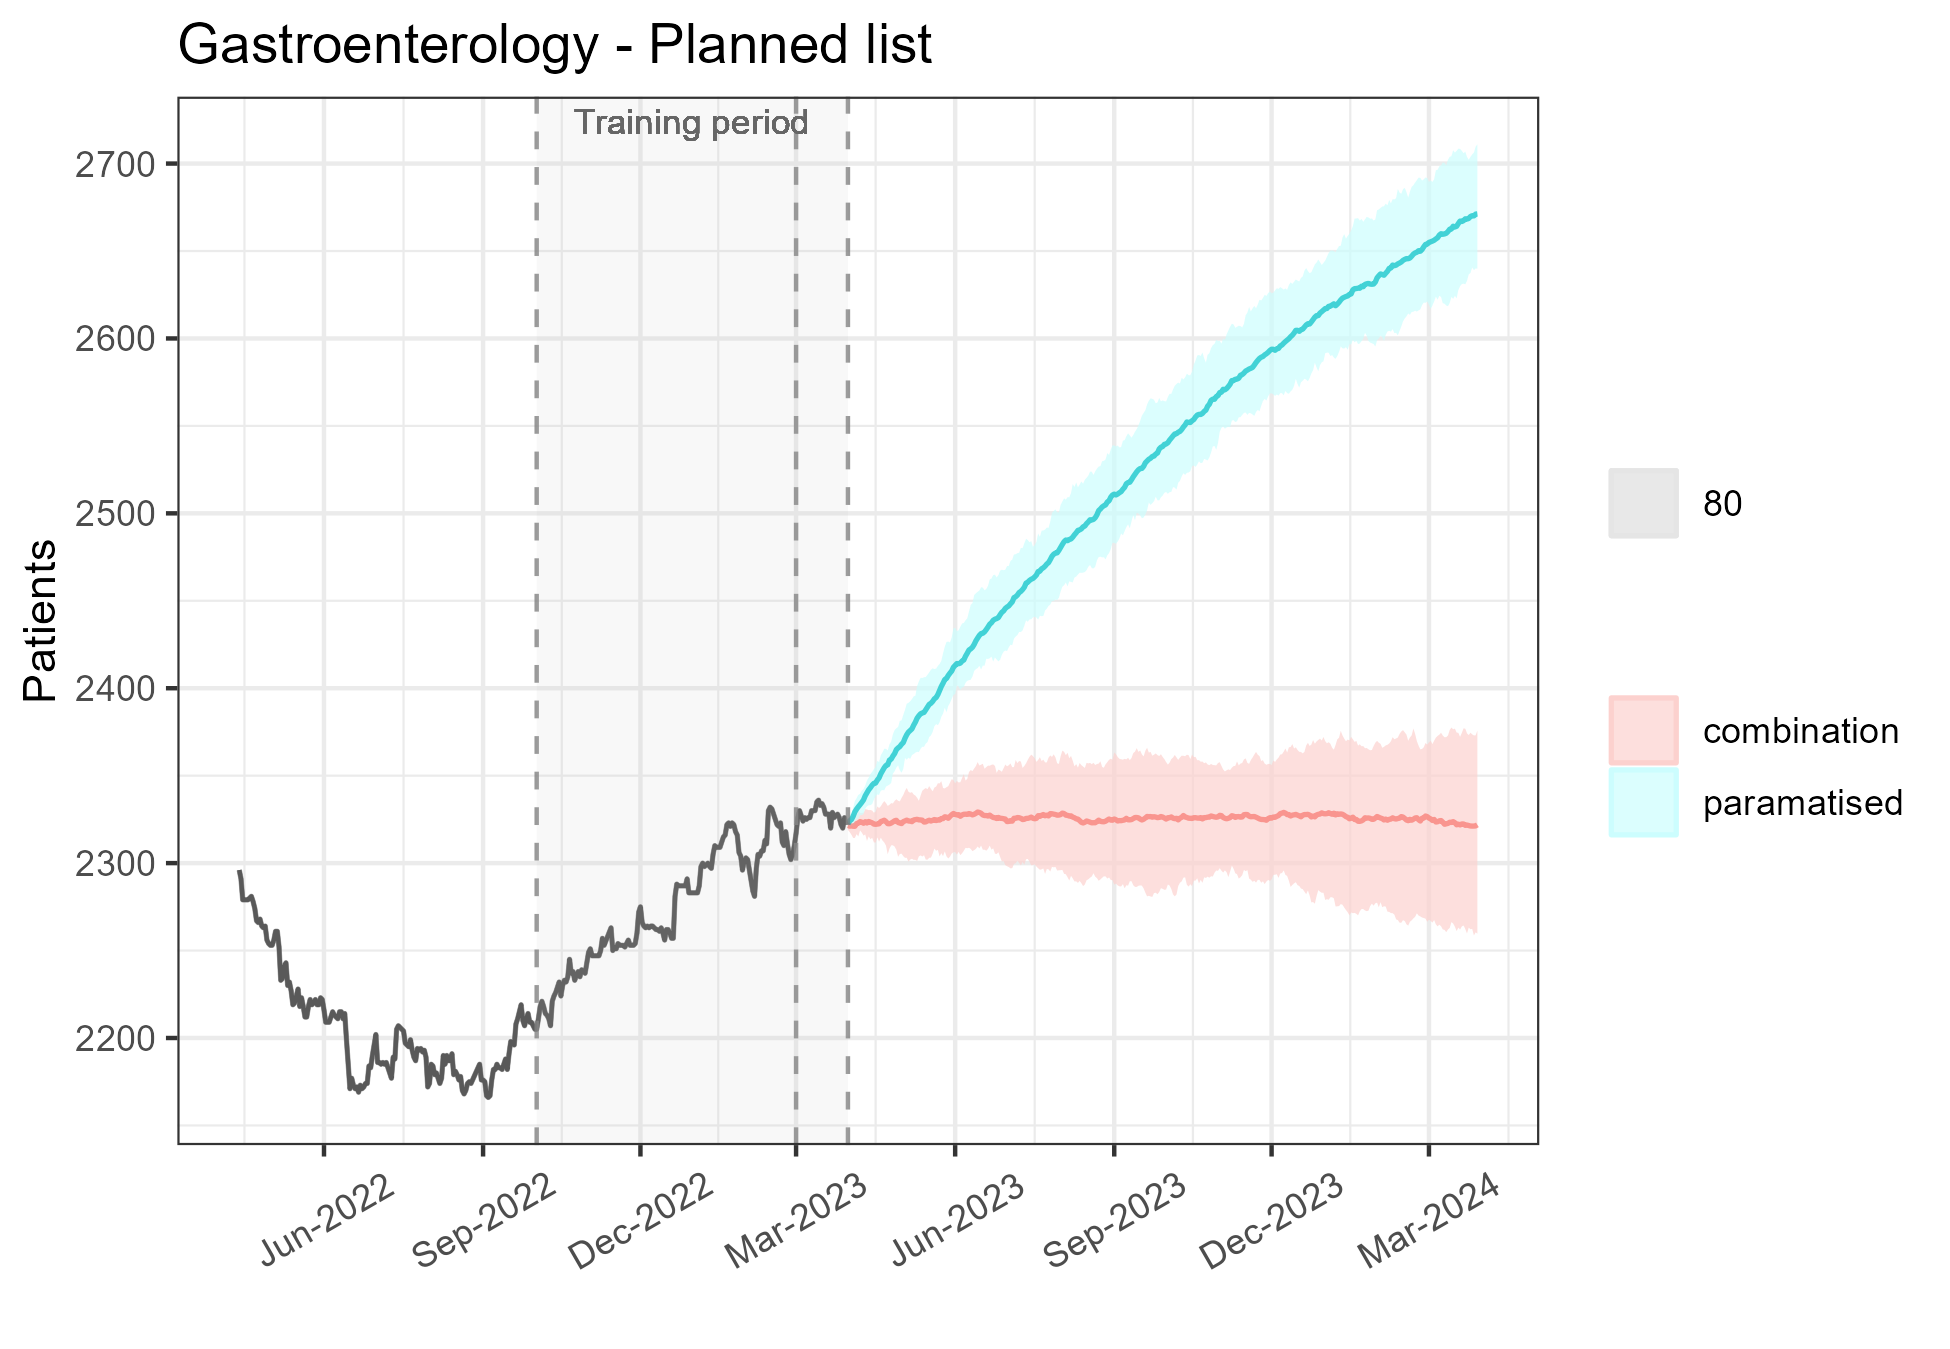 Gastroenterology - Planned list
Training period
Patients
2700
2600
2500
2400
2300
2200
Jun-2022
Sep-2022
Dec-2022
Mar-2023
Jun-2023
Sep-2023
Dec-2023
Mar-2024
80
combination
paramatised